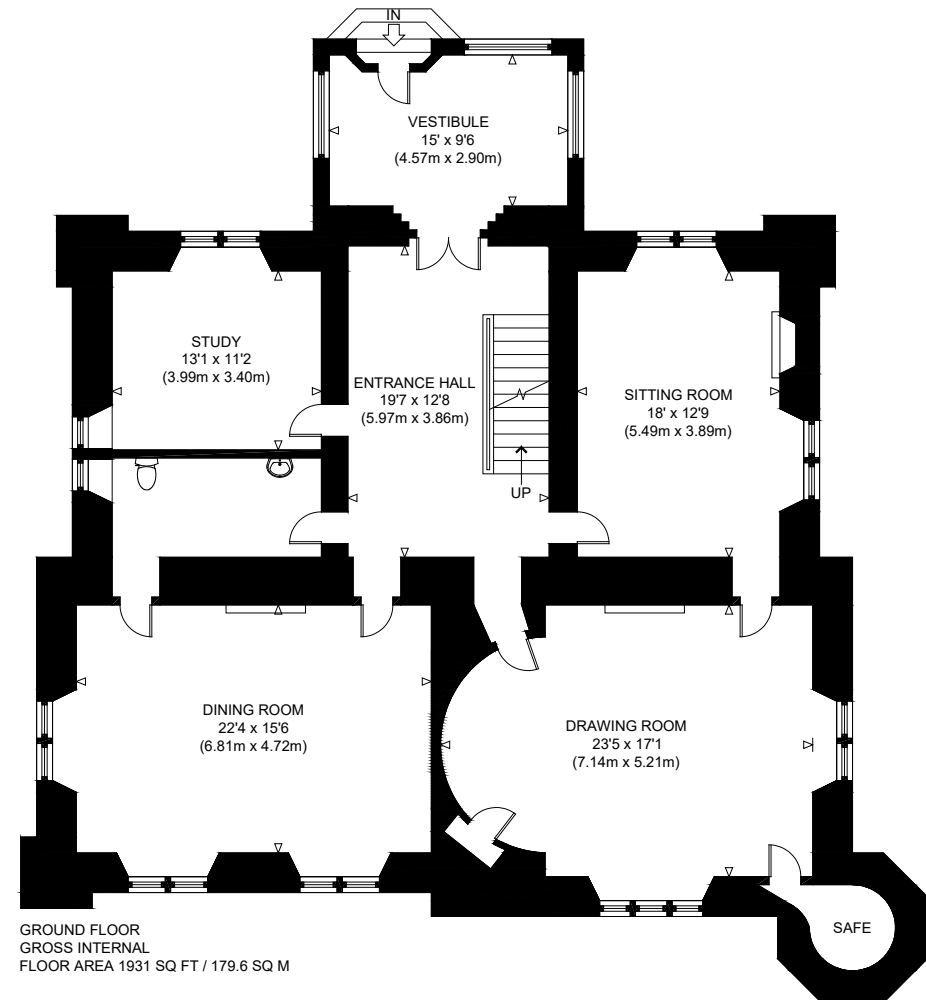 IN
VESTIBULE
15' x 9'6
(4.57m x 2.90m)
STUDY
13'1 x 11'2
(3.99m x 3.40m)
ENTRANCE HALL
19'7 x 12'8
(5.97m x 3.86m)
SITTING ROOM
18' x 12'9
(5.49m x 3.89m)
UP
DINING ROOM
22'4 x 15'6
(6.81m x 4.72m)
DRAWING ROOM
23'5 x 17'1
(7.14m x 5.21m)
SAFE
GROUND FLOOR
GROSS INTERNAL
FLOOR AREA 1931 SQ FT / 179.6 SQ M